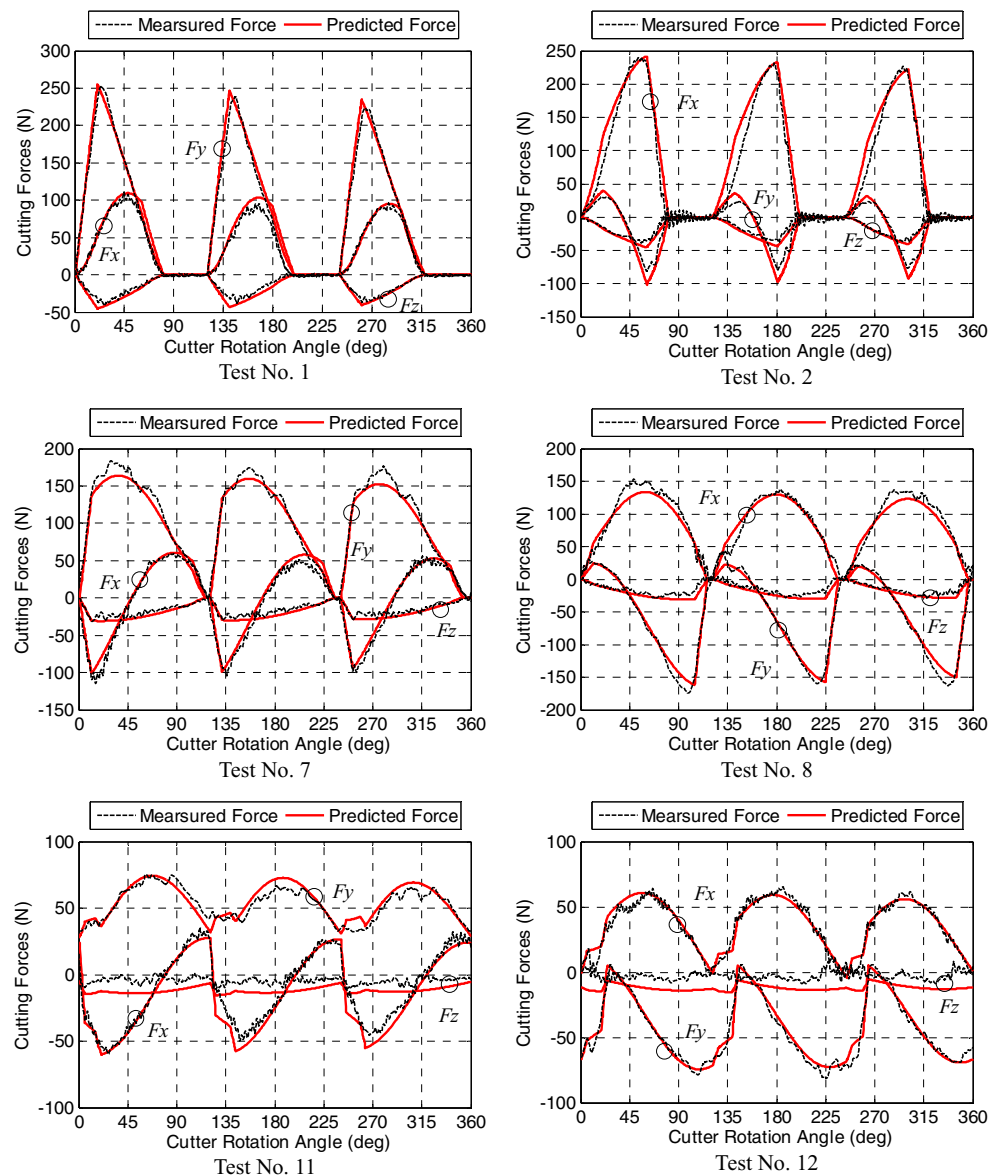 Mearsured Force Predicted Force
300
250
200
150
100
50
0
-50
0 45 90 135 180 225 270 315 360
Cutting Forces (N)
Cutter Rotation Angle (deg)
Fy
Fx
Fz
Test No. 1
Mearsured Force Predicted Force
250
200
150
100
50
0
-50
-100
-150
0 45 90 135 180 225 270 315 360
Cutting Forces (N)
Cutter Rotation Angle (deg)
Fx
Fy
Fz
Test No. 2
Mearsured Force Predicted Force
200
150
100
50
0
-50
-100
-150
0 45 90 135 180 225 270 315 360
Cutting Forces (N)
Cutter Rotation Angle (deg)
Fy
Fx
Fz
Test No. 7
Mearsured Force Predicted Force
200
150
100
50
0
-50
-100
-150
-200
0 45 90 135 180 225 270 315 360
Cutting Forces (N)
Cutter Rotation Angle (deg)
Fx
Fz
Fy
Test No. 8
Mearsured Force Predicted Force
100
50
0
-50
-100
0 45 90 135 180 225 270 315 360
Cutting Forces (N)
Cutter Rotation Angle (deg)
Fy
Fx
Fz
Test No. 11
Mearsured Force Predicted Force
100
50
0
-50
-100
0 45 90 135 180 225 270 315 360
Cutting Forces (N)
Cutter Rotation Angle (deg)
Fx
Fz
Fy
Test No. 12